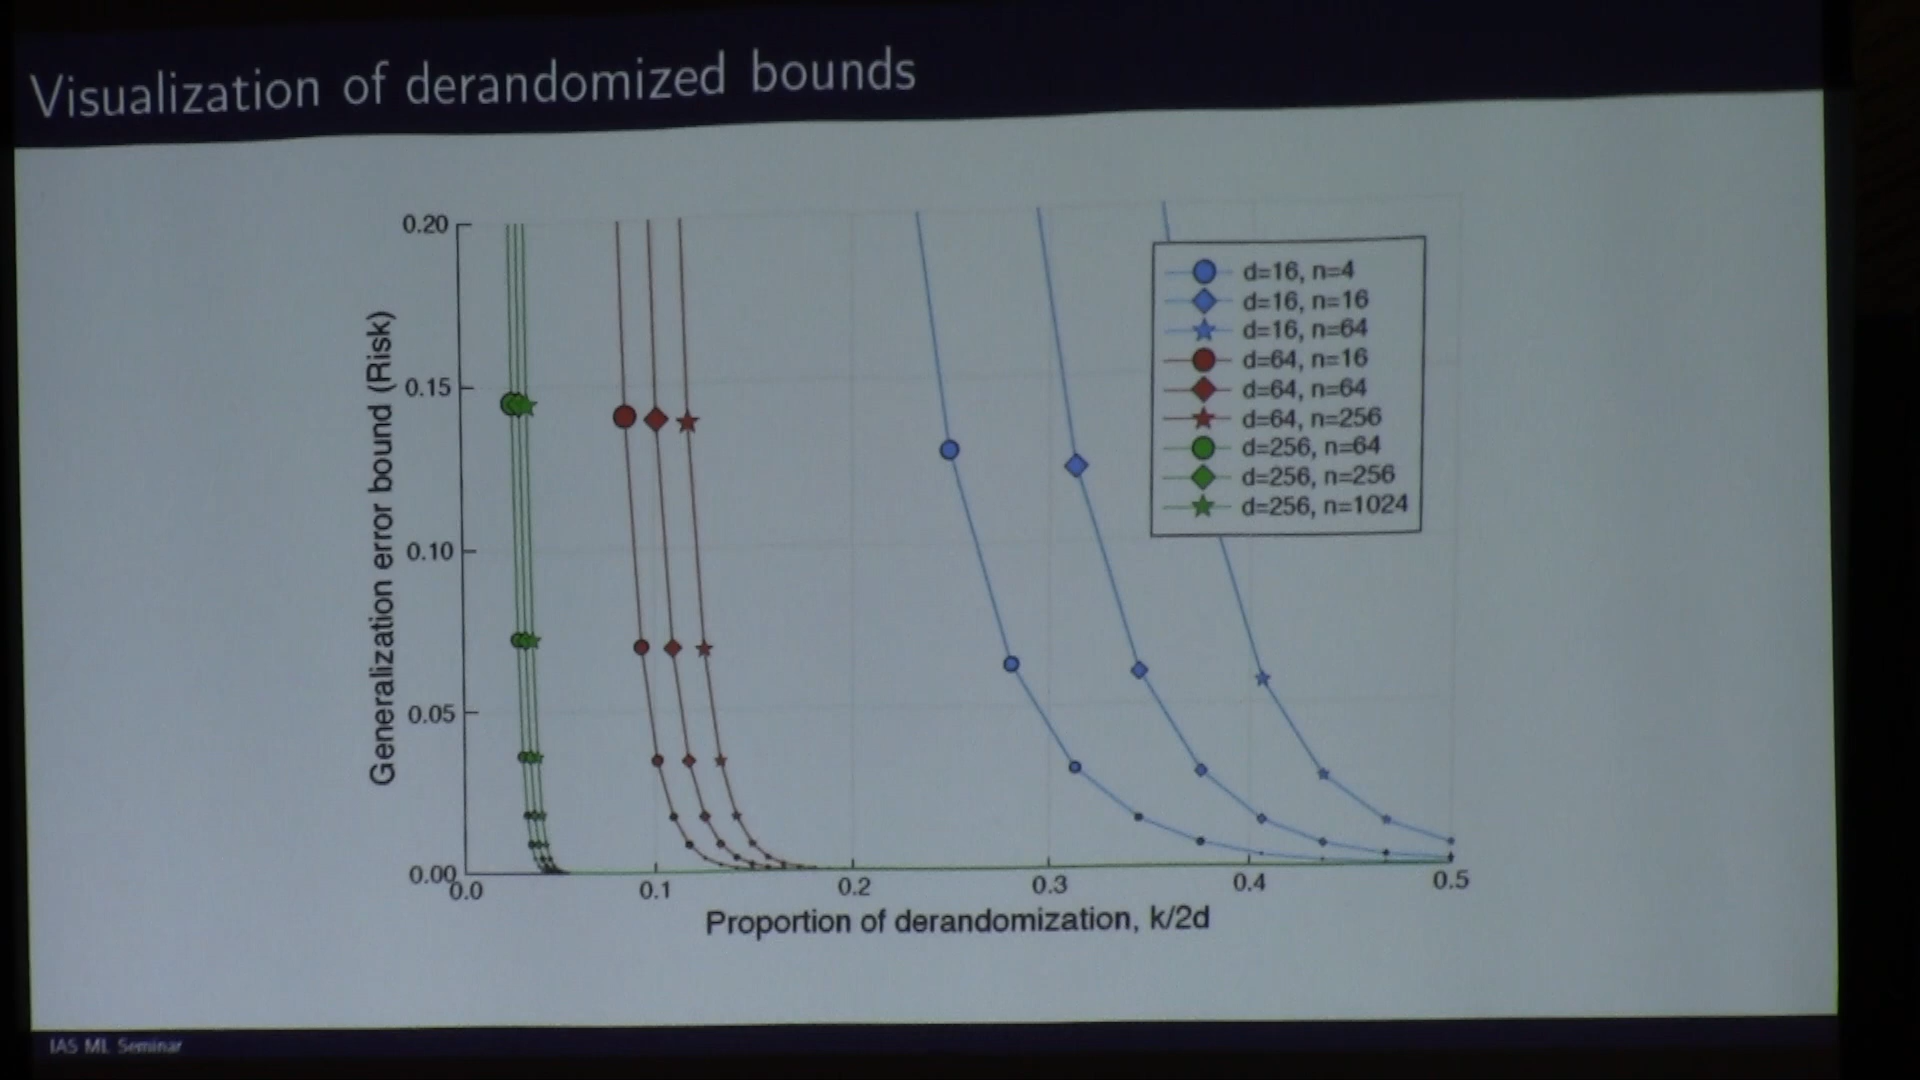 Visualization of derandomized bounds
0.20
0.15
0.10
0.05
0.00
Generalization error bound (Risk)
d=16, n=4
d=16, n=16
d=16, n=64
d=64, n=16
d=64, n=64
d=64, n=256
d=256, n=64
d=256, n=256
d=256, n=1024
0.0 0.1 0.2 0.3 0.4 0.5
Proportion of derandomization, k/2d
IAS ML Seminar